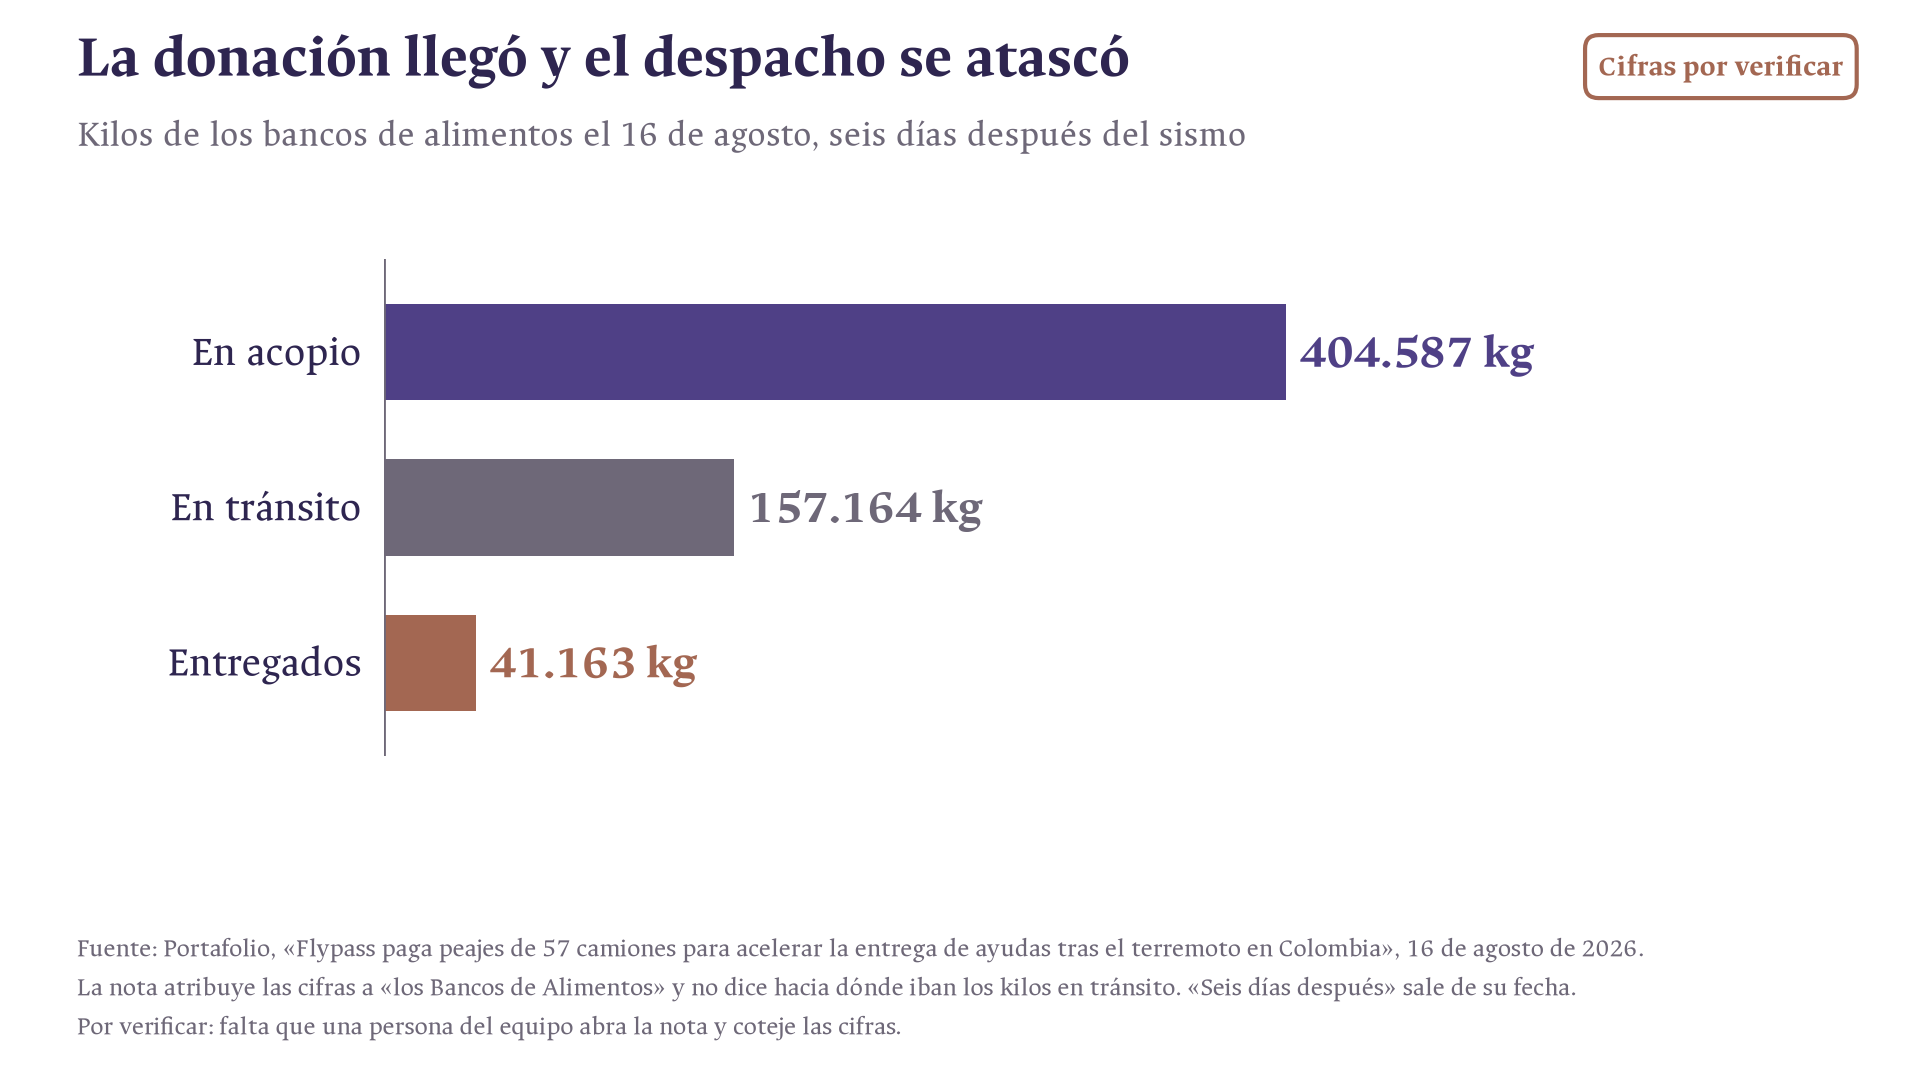 La donación llegó y el despacho se atascó
Cifras por verificar
Kilos de los bancos de alimentos el 16 de agosto, seis días después del sismo
En acopio
404.587 kg
En tránsito
157.164 kg
Entregados
41.163 kg
Fuente: Portafolio, «Flypass paga peajes de 57 camiones para acelerar la entrega de ayudas tras el terremoto en Colombia», 16 de agosto de 2026.
La nota atribuye las cifras a «los Bancos de Alimentos» y no dice hacia dónde iban los kilos en tránsito. «Seis días después» sale de su fecha.
Por verificar: falta que una persona del equipo abra la nota y coteje las cifras.